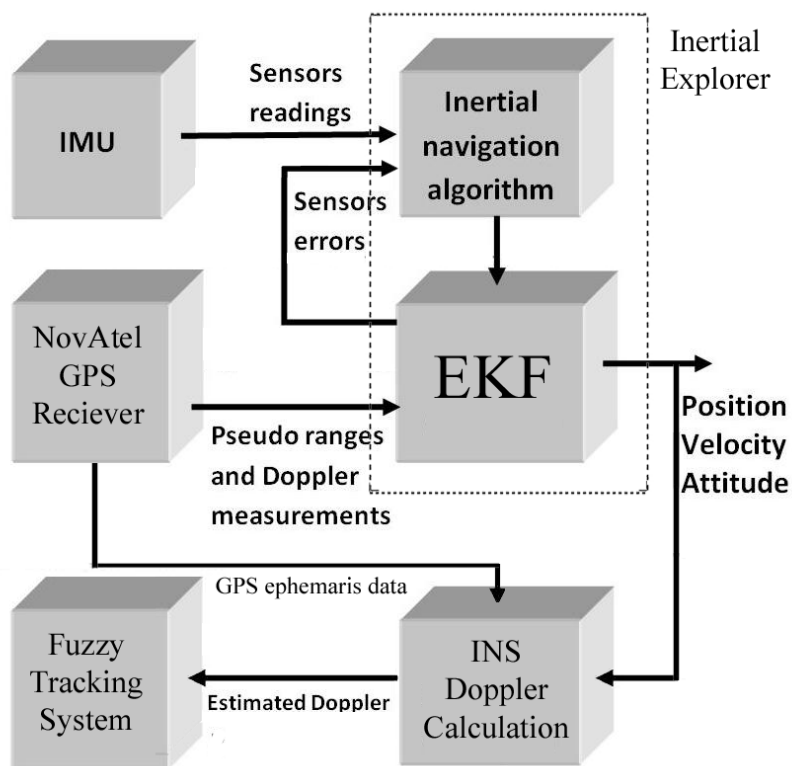 Inertial
Explorer
Sensors
readings
IMU
Inertial
navigation
algorithm
Sensors
errors
NovAtel
GPS
Reciever
EKF
Pseudo ranges
and Doppler
measurements
Position
Velocity
Attitude
GPS ephemaris data
Fuzzy
Tracking
System
Estimated Doppler
INS
Doppler
Calculation